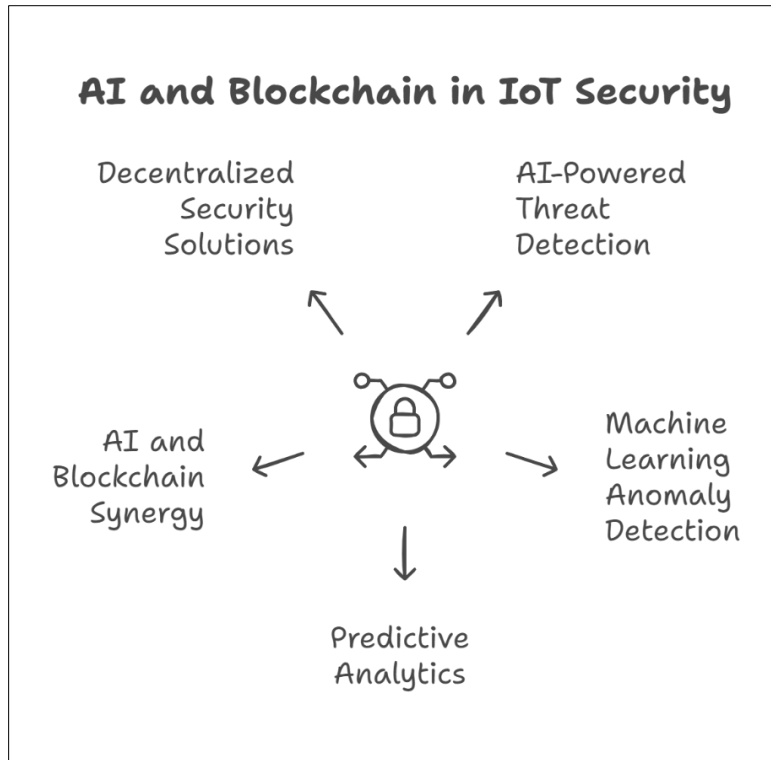 AI and Blockchain in IoT Security
Decentralized
Security
Solutions
AI-Powered
Threat
Detection
AI and
Blockchain
Synergy
Machine
Learning
Anomaly
Detection
Predictive
Analytics